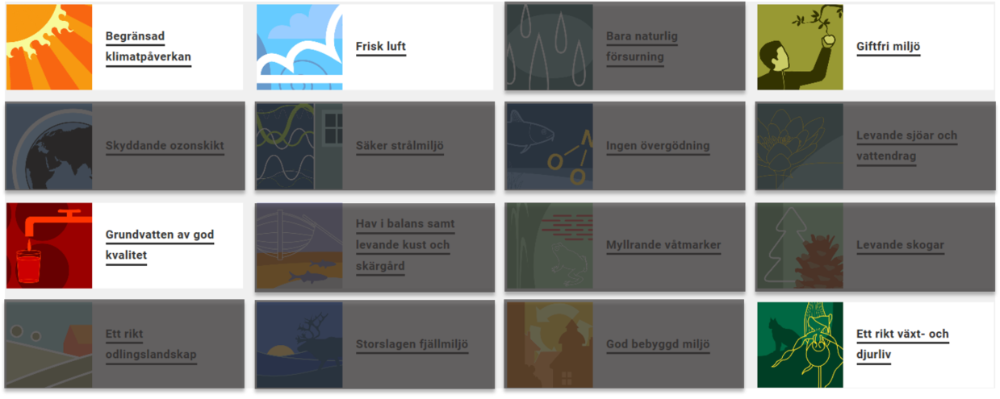 Begränsad
klimatpåverkan
Frisk luft
Bara naturlig
försurning
Giftfri miljö
Skyddande ozonskikt
Säker strålmiljö
Ingen övergödning
Levande sjöar och
vattendrag
Grundvatten av god
kvalitet
Hav i balans samt
levande kust och
skärgård
Myllrande våtmarker
Levande skogar
Ett rikt
odlingslandskap
Storslagen fjällmiljö
God bebyggd miljö
Ett rikt växt- och
djurliv